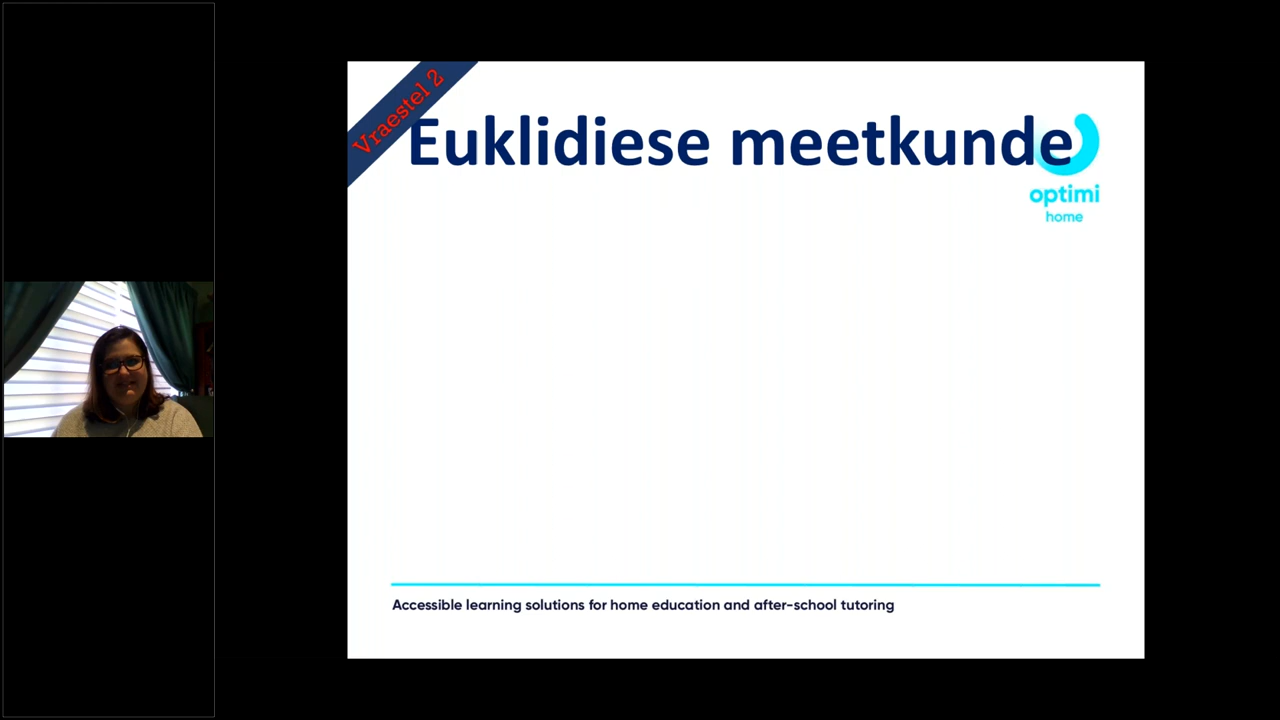 Vraestel 2
Euklidiese meetkunde
optimi
home
Accessible learning solutions for home education and after-school tutoring